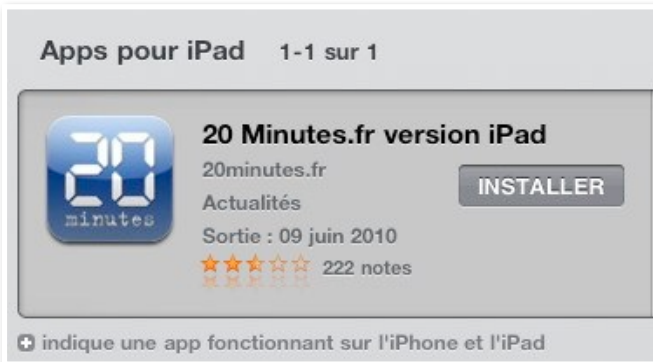 Apps pour iPad 1-1 sur 1
20 Minutes.fr version iPad
20minutes.fr
INSTALLER
Actualités
Sortie : 09 juin 2010
222 notes
20
minutes
indique une app fonctionnant sur l'iPhone et l'iPad